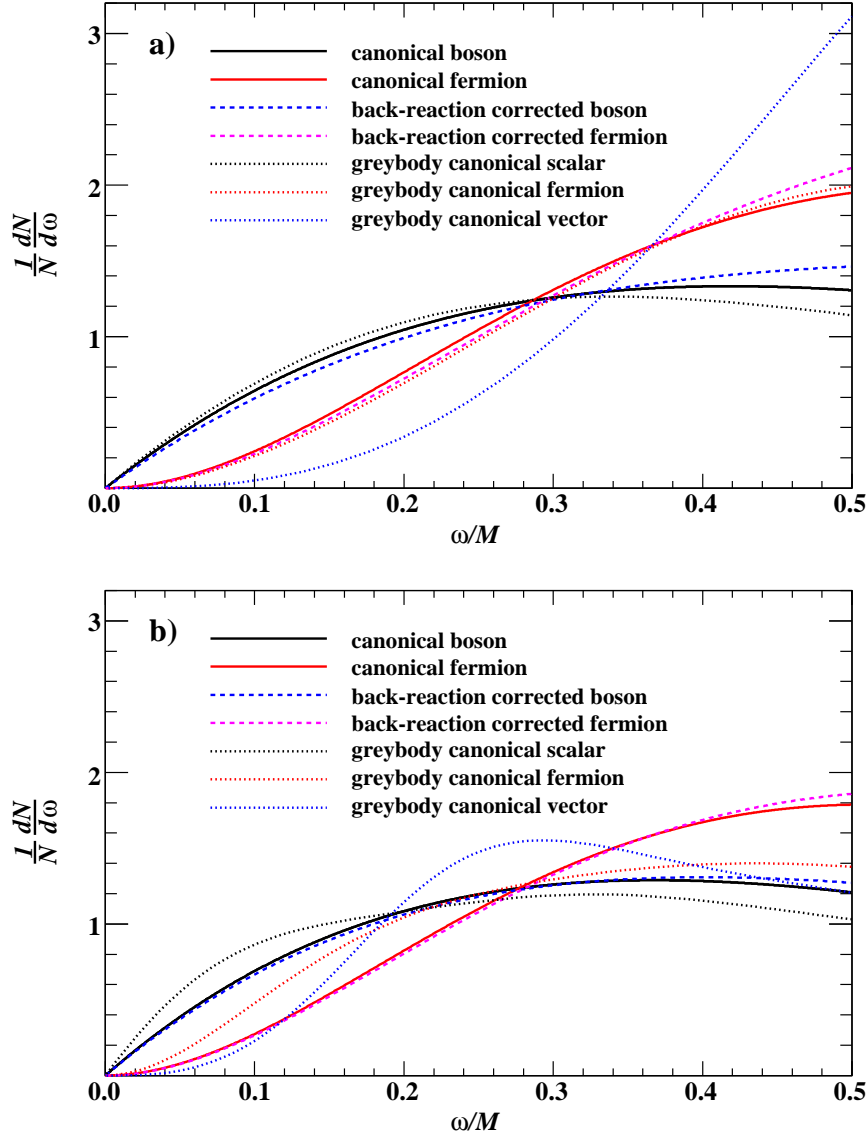 3
a)
canonical boson
canonical fermion
back-reaction corrected boson
back-reaction corrected fermion
greybody canonical scalar
greybody canonical fermion
greybody canonical vector
2
1
1 dN
N dω
0.0 0.1 0.2 0.3 0.4 0.5
ω/M
3
b)
canonical boson
canonical fermion
back-reaction corrected boson
back-reaction corrected fermion
greybody canonical scalar
greybody canonical fermion
greybody canonical vector
2
1
1 dN
N dω
0.0 0.1 0.2 0.3 0.4 0.5
ω/M